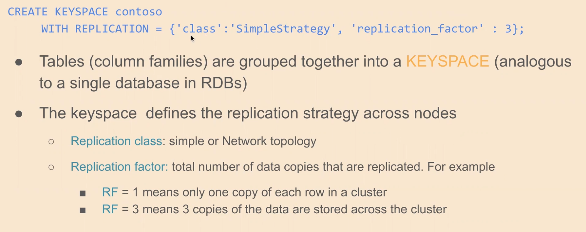 CREATE KEYSPACE contoso
WITH REPLICATION = {'class':'SimpleStrategy', 'replication_factor' : 3};
● Tables (column families) are grouped together into a KEYSPACE (analogous
to a single database in RDBs)
● The keyspace defines the replication strategy across nodes
○ Replication class: simple or Network topology
○ Replication factor: total number of data copies that are replicated. For example
■ RF = 1 means only one copy of each row in a cluster
■ RF = 3 means 3 copies of the data are stored across the cluster